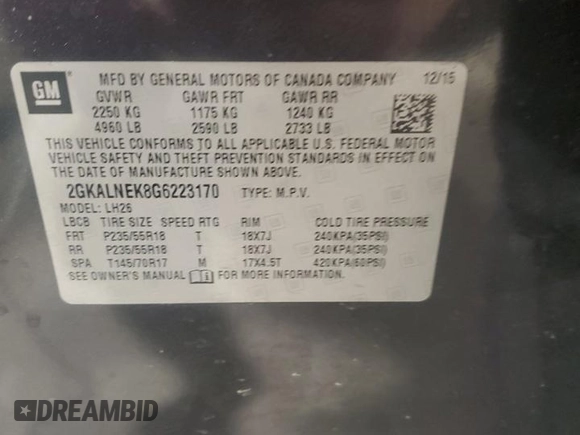 GM
MFD BY GENERAL MOTORS OF CANADA COMPANY 12/15
GVWR GAWR FRT GAWR RR
2250 KG 1175 KG 1240 KG
4960 LB 2590 LB 2733 LB
THIS VEHICLE CONFORMS TO ALL APPLICABLE U.S. FEDERAL MOTOR
VEHICLE SAFETY AND THEFT PREVENTION STANDARDS IN EFFECT ON
THE DATE OF MANUFACTURE SHOWN ABOVE.
2GKALNEK8G6223170 TYPE: M.P.V.
MODEL: LH26
LBCB TIRE SIZE SPEED RTG RIM COLD TIRE PRESSURE
FRT P235/55R18 T 18X7J 240KPA(35PSI)
RR P235/55R18 T 18X7J 240KPA(35PSI)
SPA T145/70R17 M 17X4.5T 420KPA(60PSI)
SEE OWNER'S MANUAL FOR MORE INFORMATION
DREAMBID